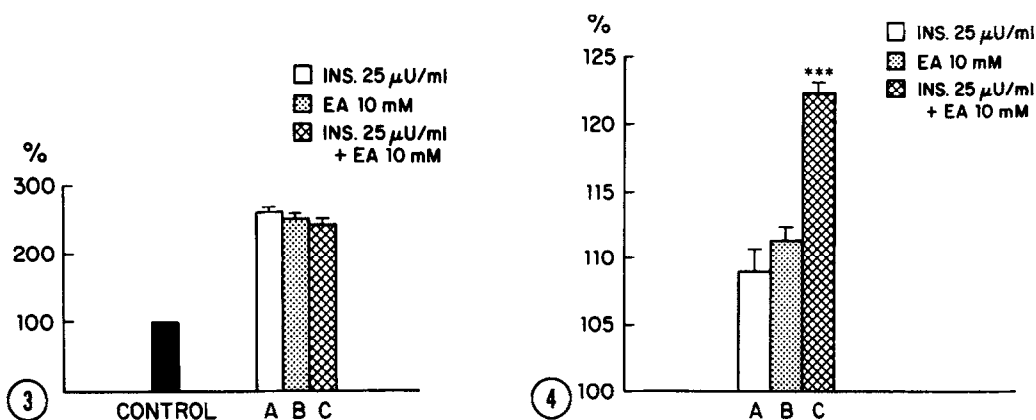 %
300
200
100
CONTROL
A B C
INS. 25 μU/ml
EA 10 mM
INS. 25 μU/ml
+ EA 10 mM
3
%
125
120
115
110
105
100
A B C
***
INS. 25 μU/ml
EA 10 mM
INS. 25 μU/ml
+ EA 10 mM
4